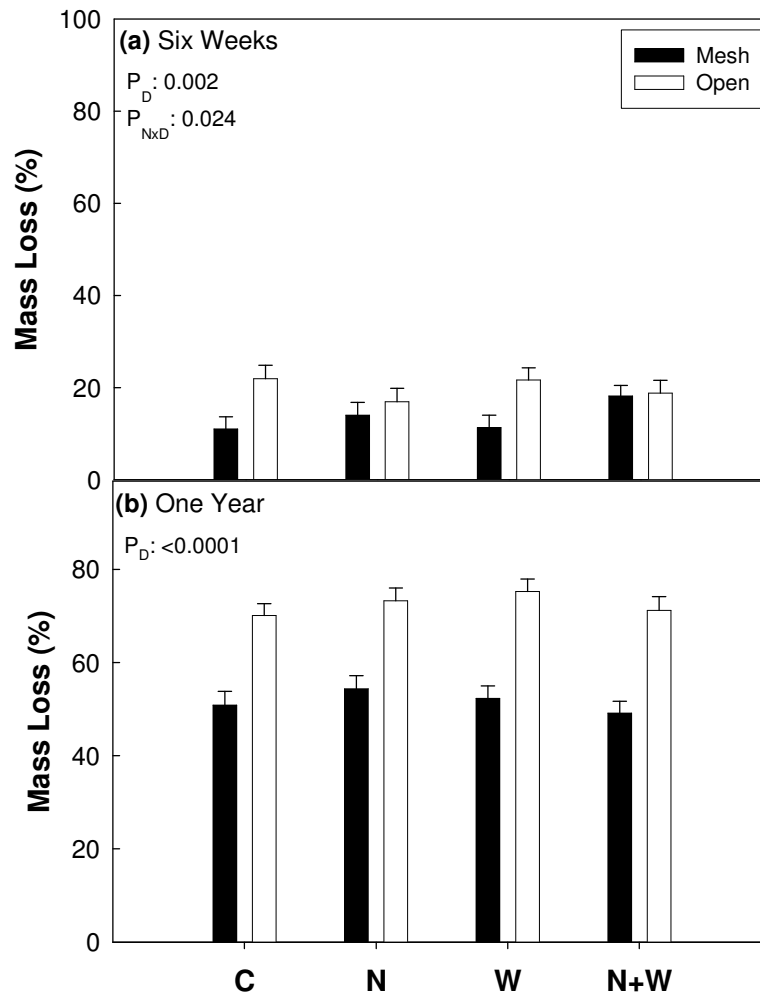 (a) Six Weeks
P_D: 0.002
P_NxD: 0.024
Mesh
Open
Mass Loss (%)
100
80
60
40
20
0
(b) One Year
P_D: <0.0001
Mass Loss (%)
80
60
40
20
0
C N W N+W